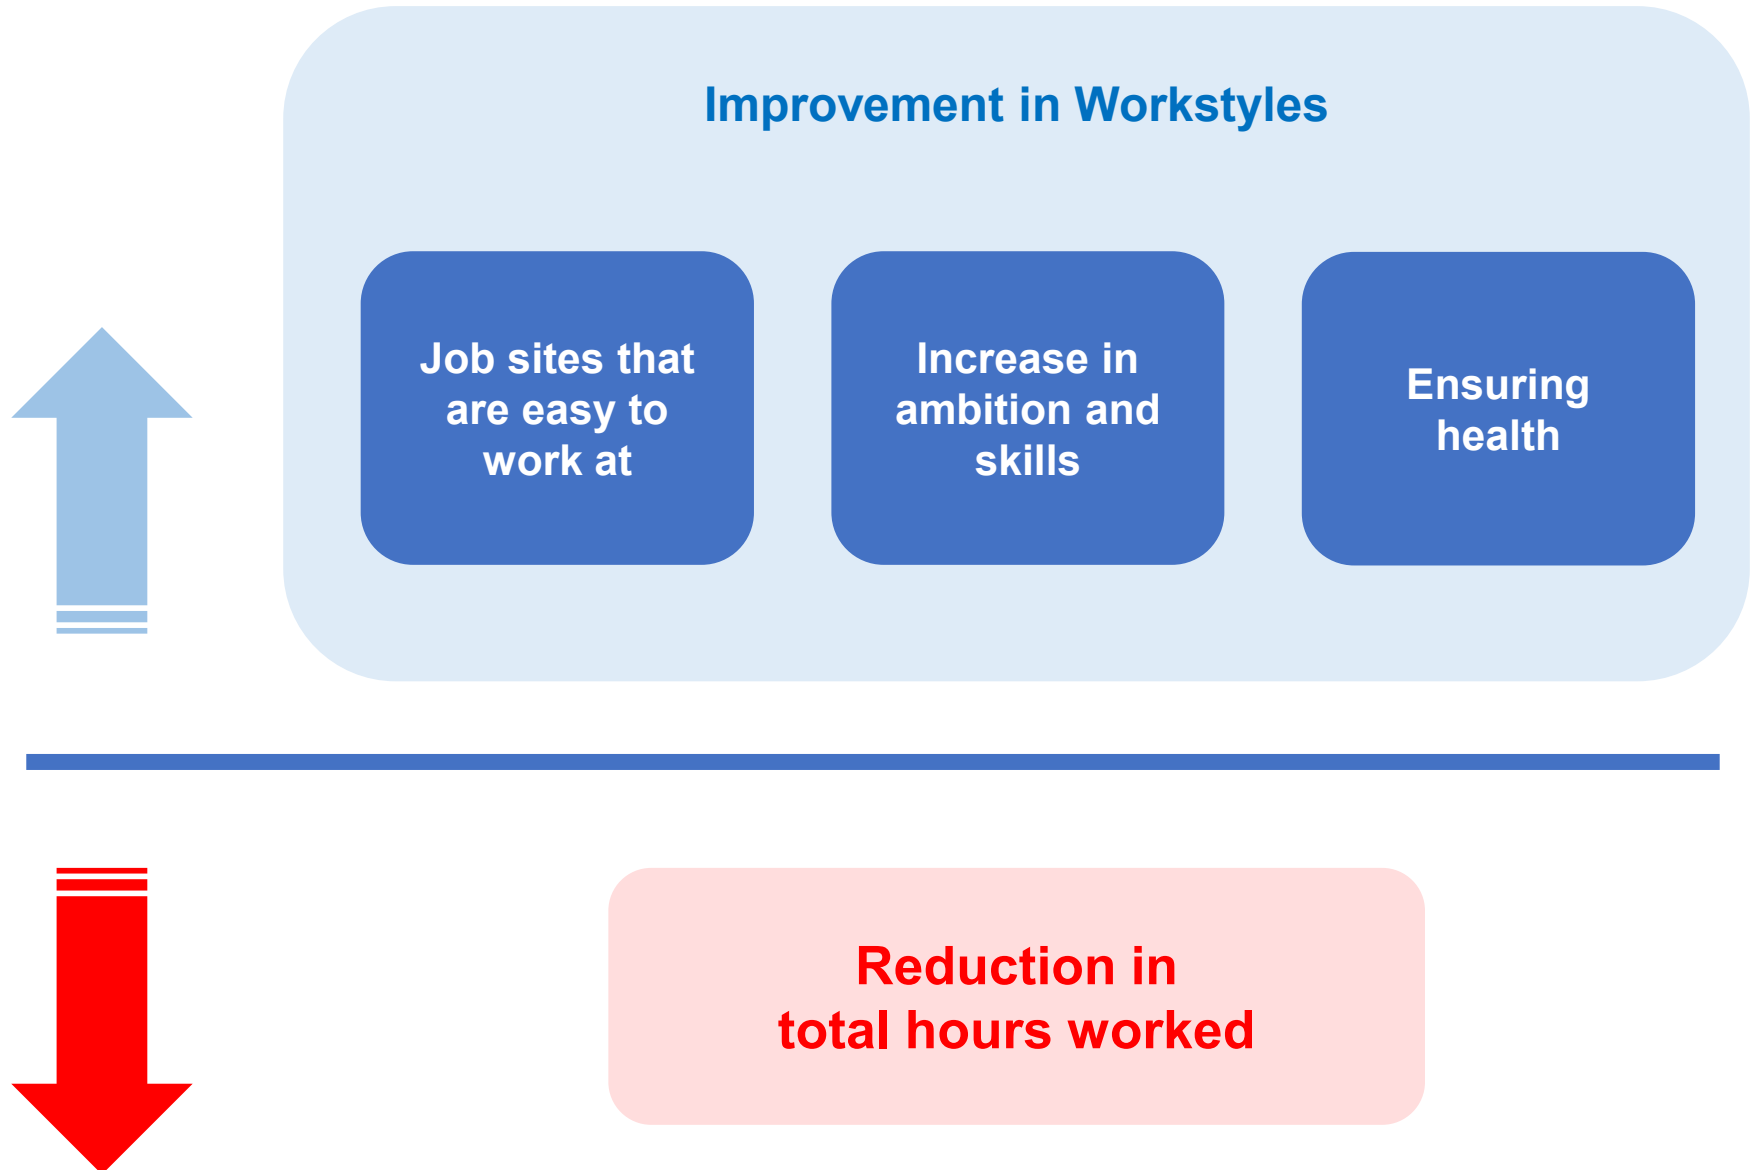 Improvement in Workstyles
Job sites that
are easy to
work at
Increase in
ambition and
skills
Ensuring
health
Reduction in
total hours worked